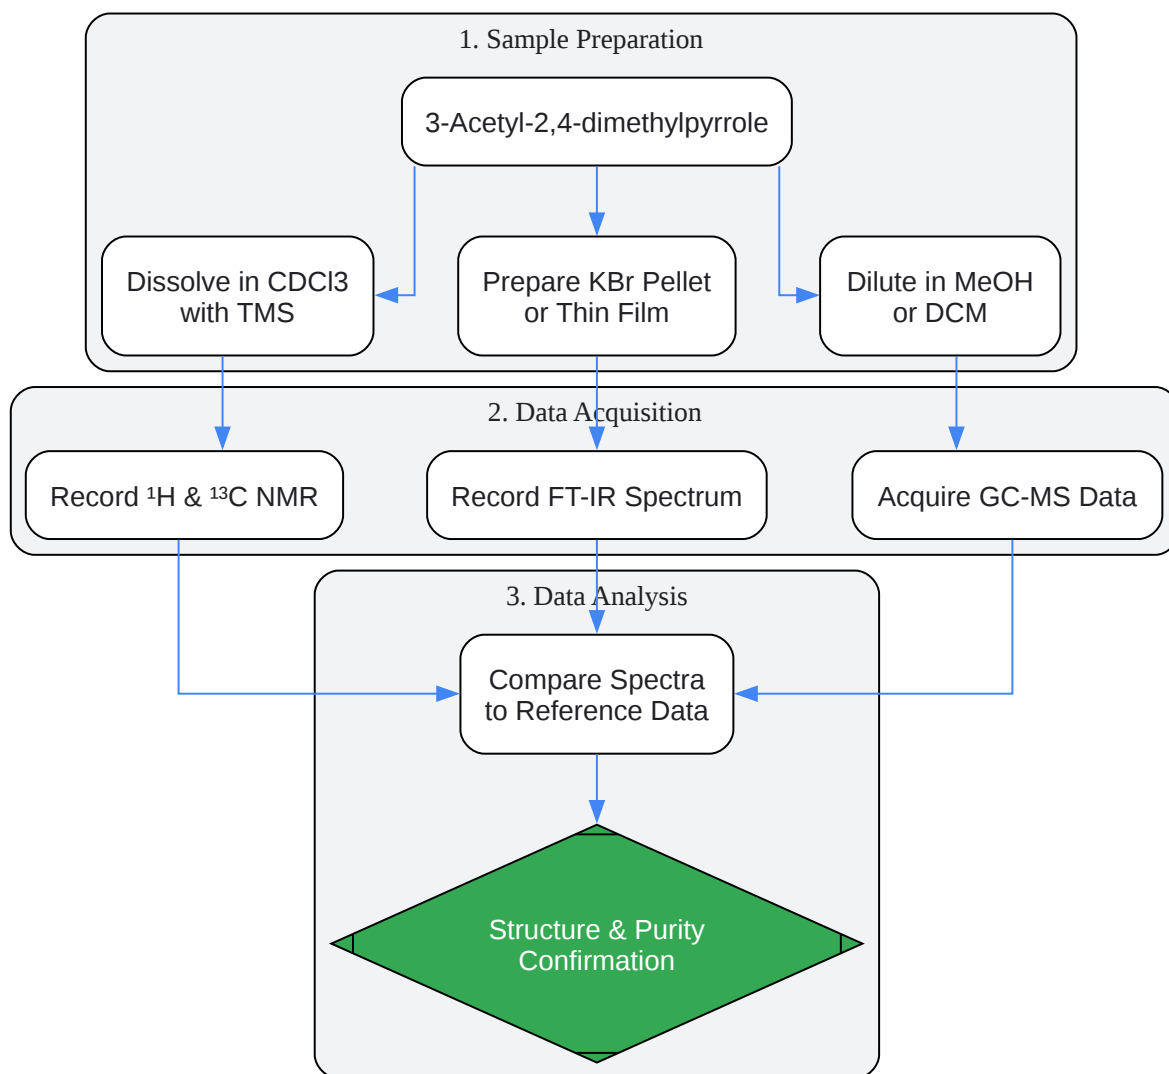 1. Sample Preparation
3-Acetyl-2,4-dimethylpyrrole
Dissolve in CDCl3
with TMS
Prepare KBr Pellet
or Thin Film
Dilute in MeOH
or DCM
2. Data Acquisition
Record ¹H & ¹³C NMR
Record FT-IR Spectrum
Acquire GC-MS Data
3. Data Analysis
Compare Spectra
to Reference Data
Structure & Purity
Confirmation